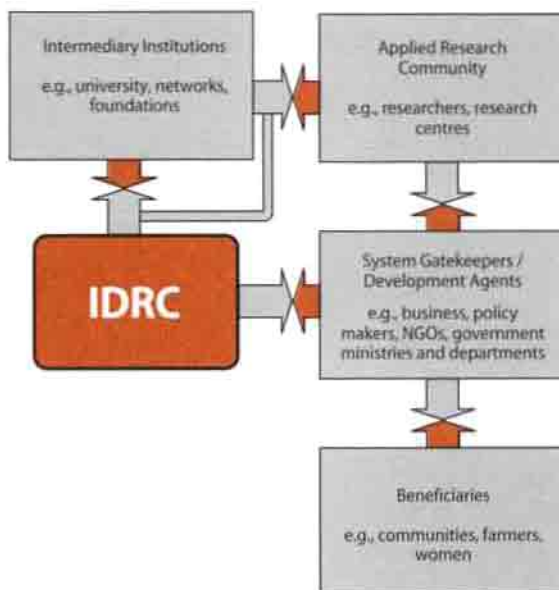 Intermediary Institutions
e.g., university, networks,
foundations
Applied Research
Community
e.g., researchers, research
centres
IDRC
System Gatekeepers /
Development Agents
e.g., business, policy
makers, NGOs, government
ministries and departments
Beneficiaries
e.g., communities, farmers,
women